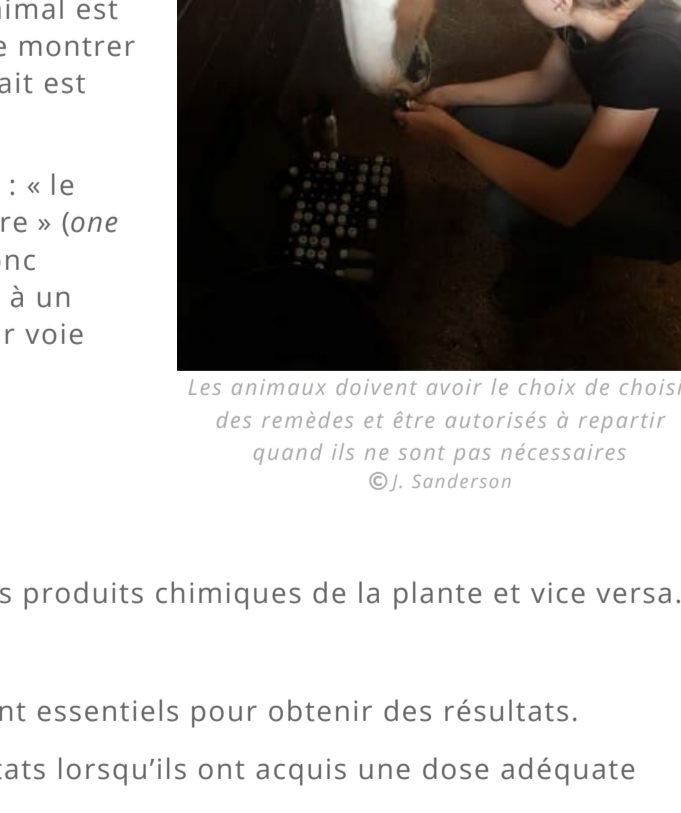 imal est
e montrer
ait est
: « le
re » (one
onc
à un
r voie
Les animaux doivent avoir le choix de choisi
des remèdes et être autorisés à repartir
quand ils ne sont pas nécessaires
©J. Sanderson
s produits chimiques de la plante et vice versa.
nt essentiels pour obtenir des résultats.
tats lorsqu'ils ont acquis une dose adéquate